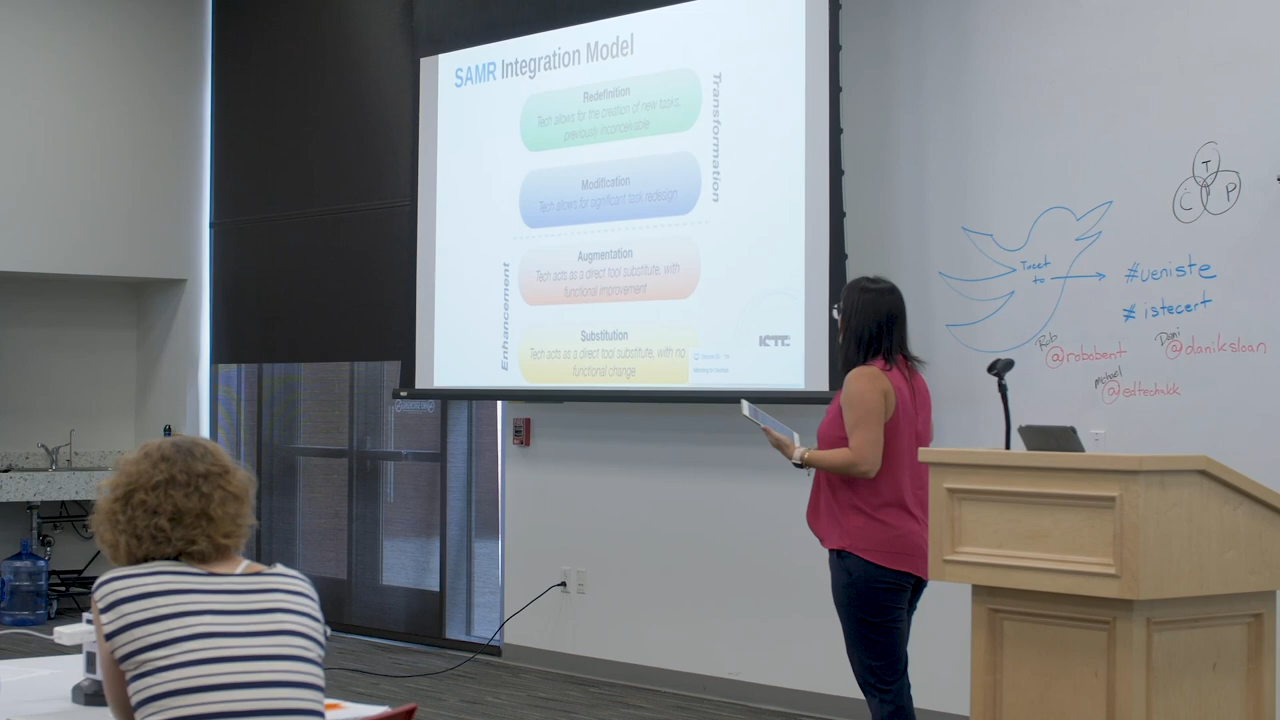 SAMR Integration Model
Redefinition
Tech allows for the creation of new tasks,
previously inconceivable
Modification
Tech allows for significant task redesign
Transformation
Augmentation
Tech acts as a direct tool substitute, with
functional improvement
Substitution
Tech acts as a direct tool substitute, with no
functional change
Enhancement
T
C P P
Tweet
to
#ueniste
#istecert
Rob
@robobent
Dani
@daniksloan
Michael
@edtechakk